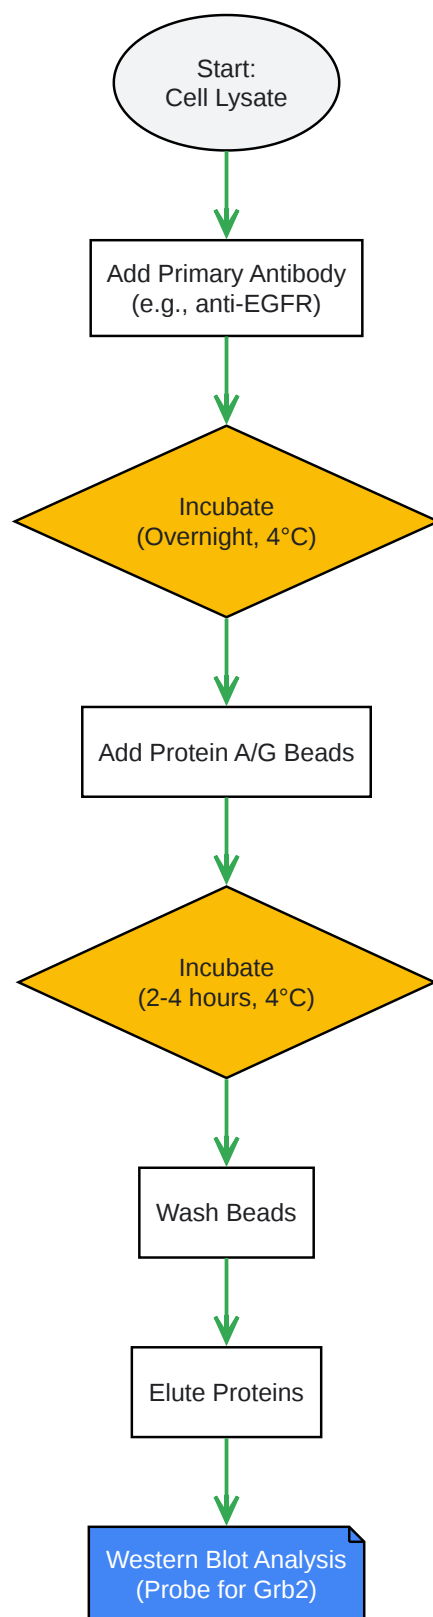 Start:
Cell Lysate
Add Primary Antibody
(e.g., anti-EGFR)
Incubate
(Overnight, 4°C)
Add Protein A/G Beads
Incubate
(2-4 hours, 4°C)
Wash Beads
Elute Proteins
Western Blot Analysis
(Probe for Grb2)